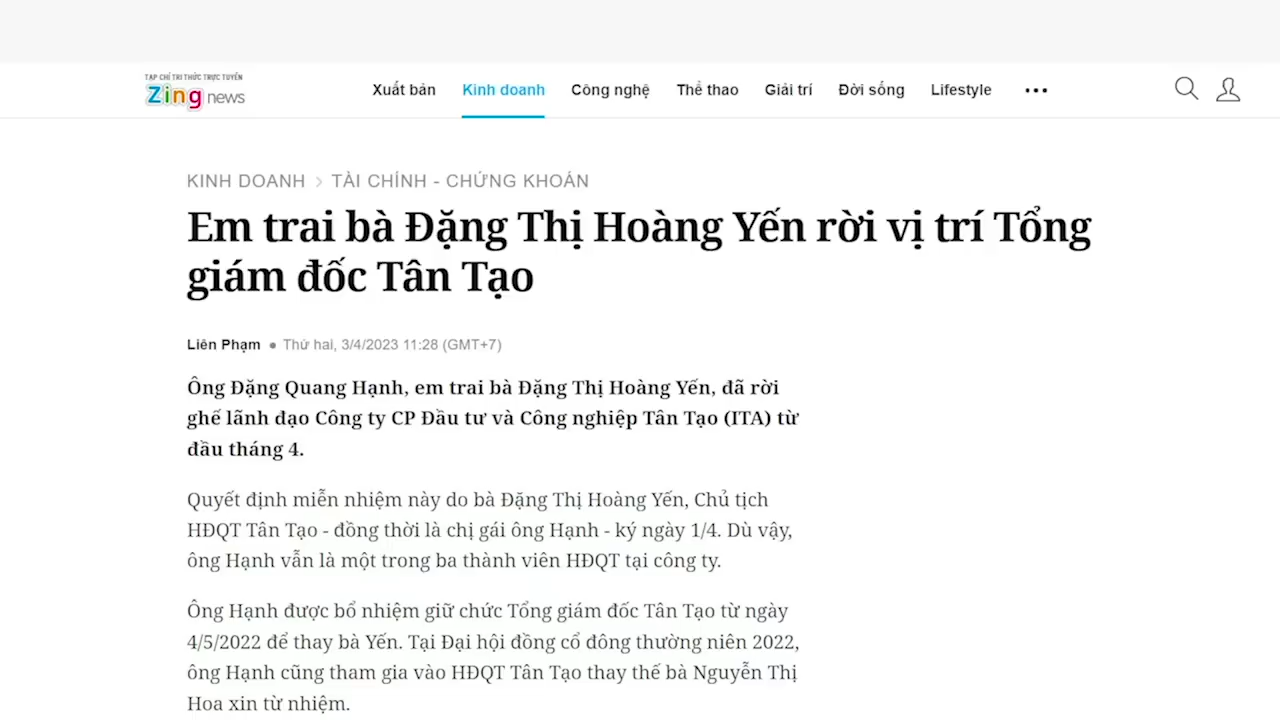 TẠP CHÍ TRI THỨC TRỰC TUYẾN
Zing news
Xuất bản Kinh doanh Công nghệ Thể thao Giải trí Đời sống Lifestyle •••
KINH DOANH > TÀI CHÍNH - CHỨNG KHOÁN
Em trai bà Đặng Thị Hoàng Yến rời vị trí Tổng
giám đốc Tân Tạo
Liên Phạm • Thứ hai, 3/4/2023 11:28 (GMT+7)
Ông Đặng Quang Hạnh, em trai bà Đặng Thị Hoàng Yến, đã rời
ghế lãnh đạo Công ty CP Đầu tư và Công nghiệp Tân Tạo (ITA) từ
đầu tháng 4.
Quyết định miễn nhiệm này do bà Đặng Thị Hoàng Yến, Chủ tịch
HĐQT Tân Tạo - đồng thời là chị gái ông Hạnh - ký ngày 1/4. Dù vậy,
ông Hạnh vẫn là một trong ba thành viên HĐQT tại công ty.
Ông Hạnh được bổ nhiệm giữ chức Tổng giám đốc Tân Tạo từ ngày
4/5/2022 để thay bà Yến. Tại Đại hội đồng cổ đông thường niên 2022,
ông Hạnh cũng tham gia vào HĐQT Tân Tạo thay thế bà Nguyễn Thị
Hoa xin từ nhiệm.